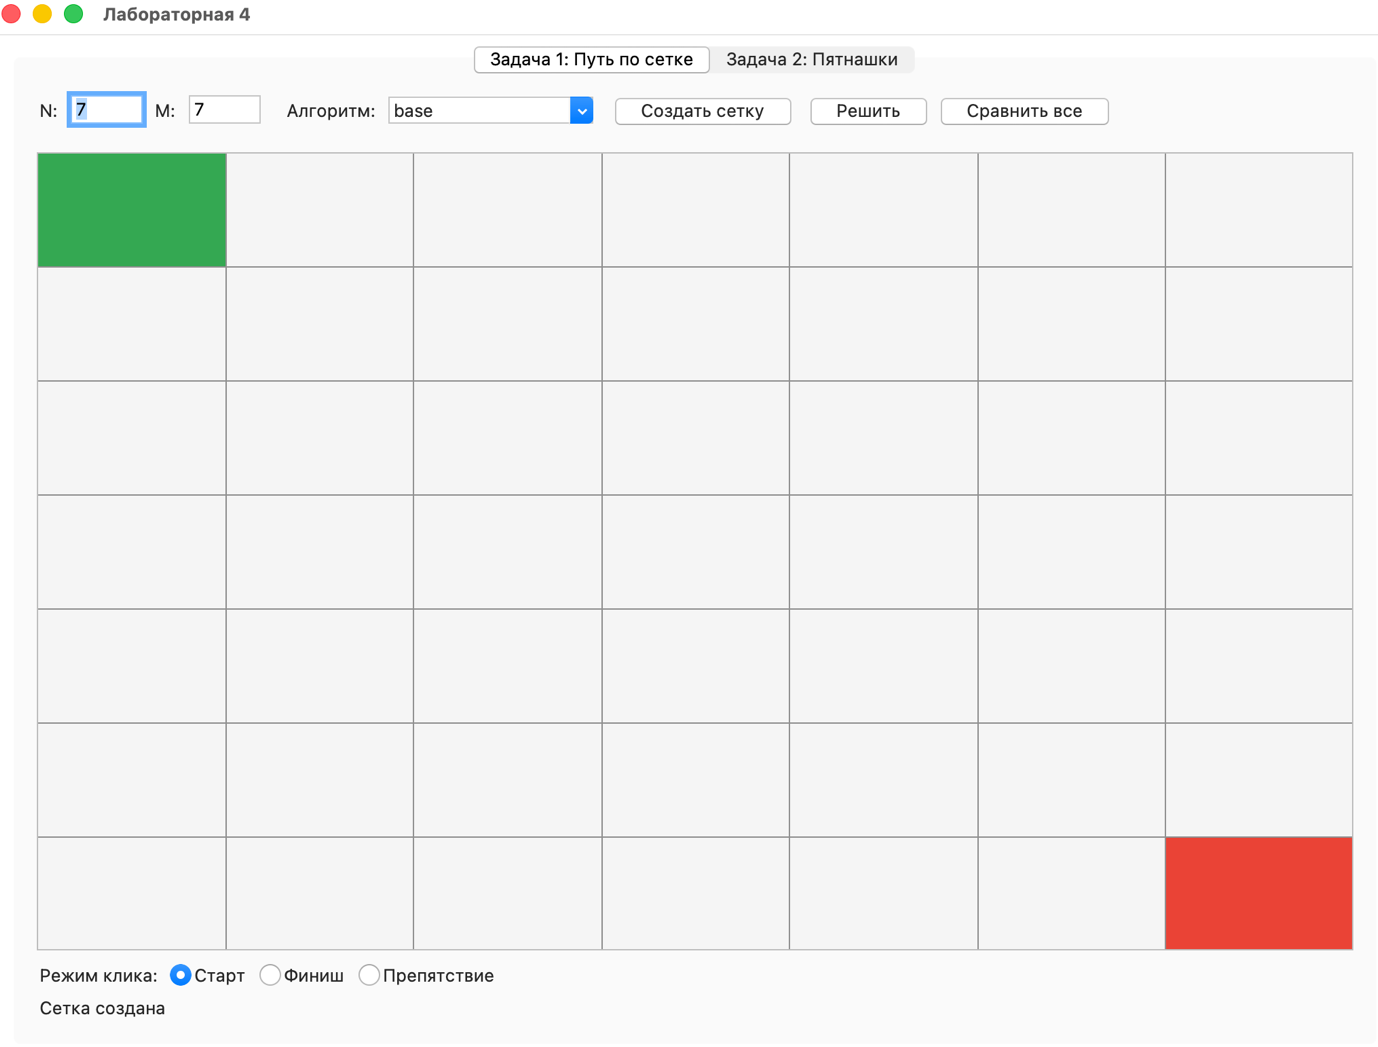 Лабораторная 4
Задача 1: Путь по сетке Задача 2: Пятнашки
N: 7 M: 7 Алгоритм: base Создать сетку Решить Сравнить все
Режим клика: Старт Финиш Препятствие
Сетка создана